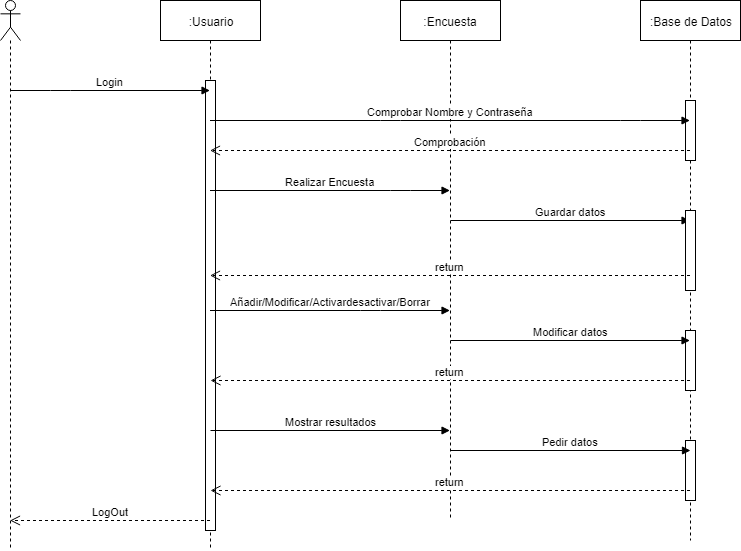 :Usuario
:Encuesta
:Base de Datos
Login
Comprobar Nombre y Contraseña
Comprobación
Realizar Encuesta
Guardar datos
return
Añadir/Modificar/Activardesactivar/Borrar
Modificar datos
return
Mostrar resultados
Pedir datos
return
LogOut